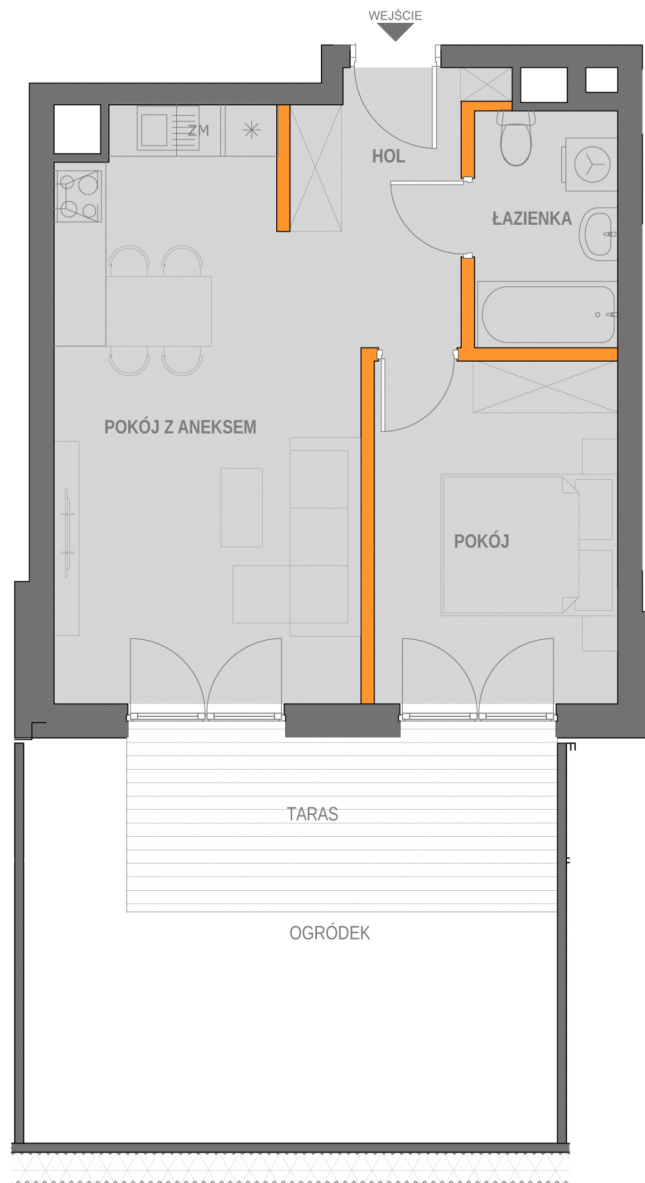 WEJŚCIE
ZM
HOL
ŁAZIENKA
POKÓJ Z ANEKSEM
POKÓJ
TARAS
OGRÓDEK